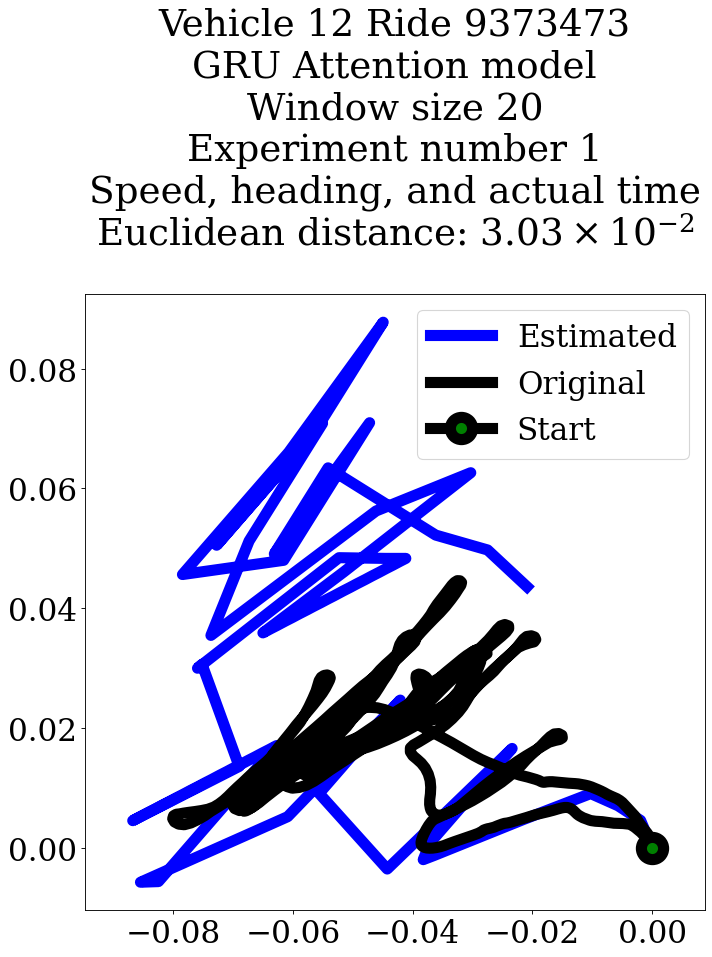 Vehicle 12 Ride 9373473
GRU Attention model
Window size 20
Experiment number 1
Speed, heading, and actual time
Euclidean distance: 3.03 × 10⁻²
Estimated
Original
Start
0.08
0.06
0.04
0.02
0.00
−0.08 −0.06 −0.04 −0.02 0.00